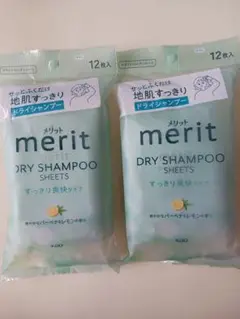 12枚入
サッとふくだけ
地肌すっきり
ドライシャンプー
メリット
merit
DRY SHAMPOO
SHEETS
すっきり爽快タイプ
KAO
12枚入
サッとふくだけ
地肌すっきり
ドライシャンプー
メリット
merit
DRY SHAMPOO
SHEETS
すっきり爽快タイプ
KAO